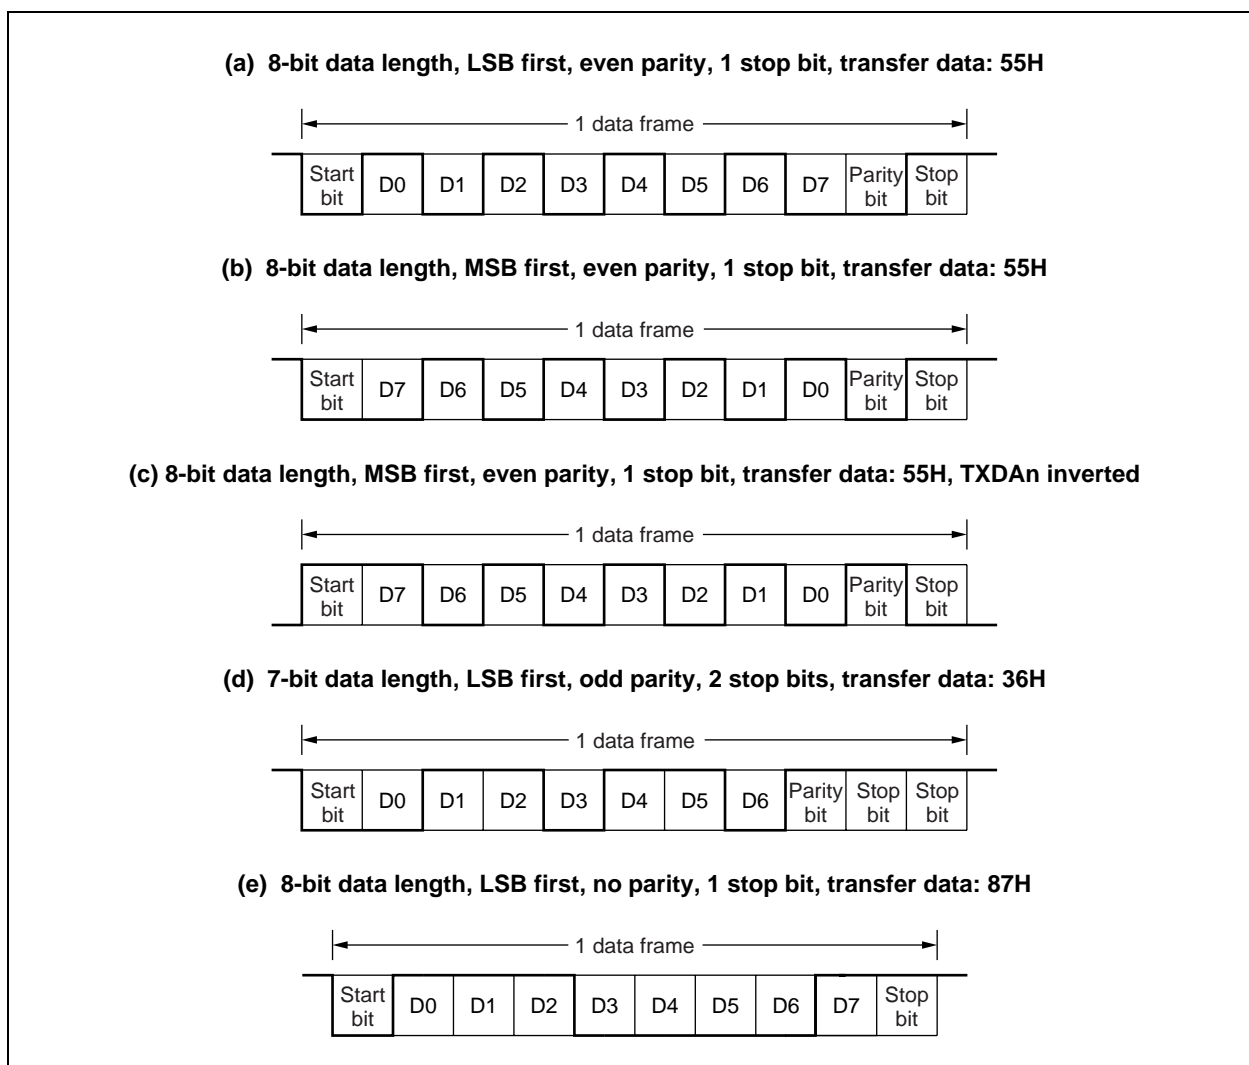 (a) 8-bit data length, LSB first, even parity, 1 stop bit, transfer data: 55H
1 data frame
Start bit D0 D1 D2 D3 D4 D5 D6 D7 Parity bit Stop bit
(b) 8-bit data length, MSB first, even parity, 1 stop bit, transfer data: 55H
1 data frame
Start bit D7 D6 D5 D4 D3 D2 D1 D0 Parity bit Stop bit
(c) 8-bit data length, MSB first, even parity, 1 stop bit, transfer data: 55H, TXDAn inverted
1 data frame
Start bit D7 D6 D5 D4 D3 D2 D1 D0 Parity bit Stop bit
(d) 7-bit data length, LSB first, odd parity, 2 stop bits, transfer data: 36H
1 data frame
Start bit D0 D1 D2 D3 D4 D5 D6 Parity bit Stop bit Stop bit
(e) 8-bit data length, LSB first, no parity, 1 stop bit, transfer data: 87H
1 data frame
Start bit D0 D1 D2 D3 D4 D5 D6 D7 Stop bit